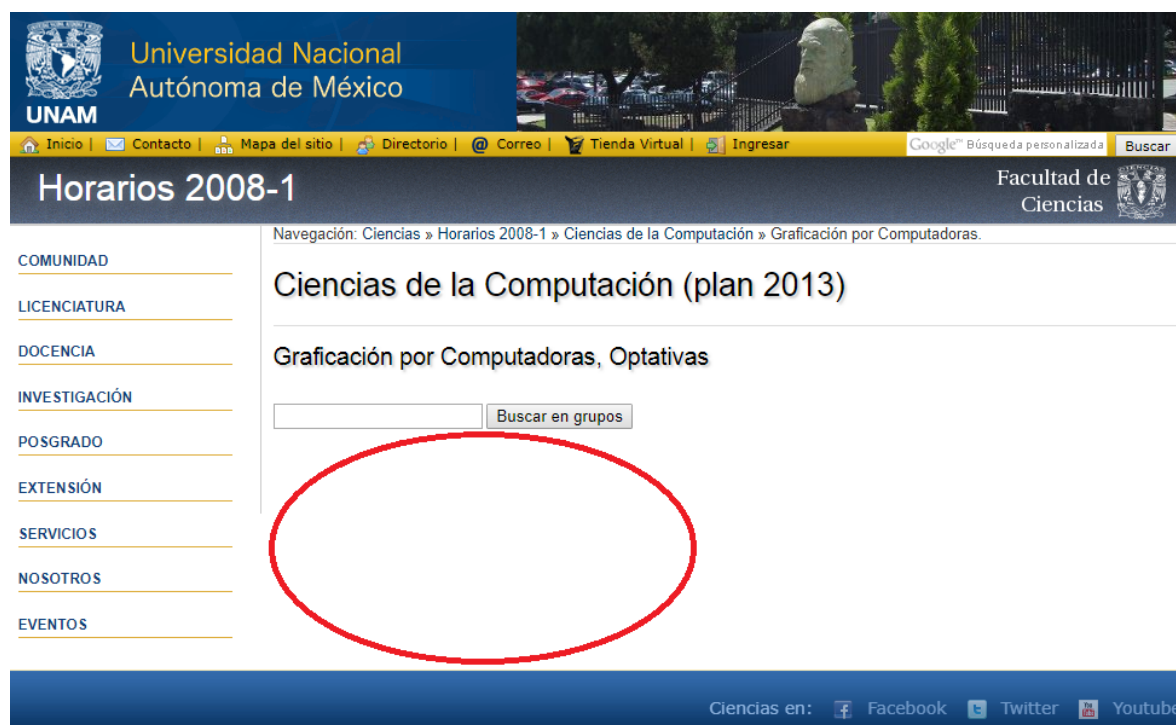 Universidad Nacional
Autónoma de México
UNAM
Inicio | Contacto | Mapa del sitio | Directorio | Correo | Tienda Virtual | Ingresar Google™ Búsqueda personalizada Buscar
Horarios 2008-1
Facultad de
Ciencias
Navegación: Ciencias » Horarios 2008-1 » Ciencias de la Computación » Graficación por Computadoras.
COMUNIDAD
LICENCIATURA
DOCENCIA
INVESTIGACIÓN
POSGRADO
EXTENSIÓN
SERVICIOS
NOSOTROS
EVENTOS
Ciencias de la Computación (plan 2013)
Graficación por Computadoras, Optativas
Buscar en grupos
Ciencias en: Facebook Twitter Youtub